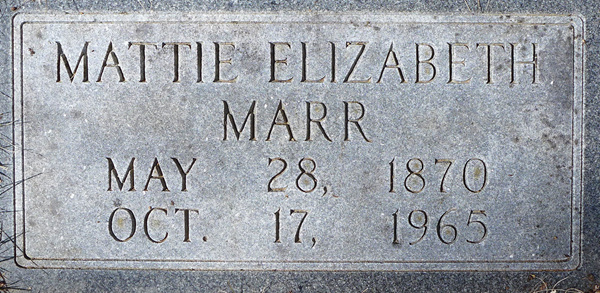 MATTIE ELIZABETH
MARR
MAY 28, 1870
OCT. 17, 1965